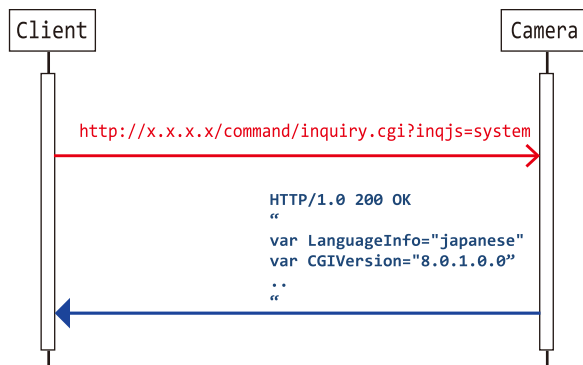 Client
Camera
http://x.x.x.x/command/inquiry.cgi?inqjs=system
HTTP/1.0 200 OK
“
var LanguageInfo="japanese"
var CGIVersion="8.0.1.0.0”
..
“